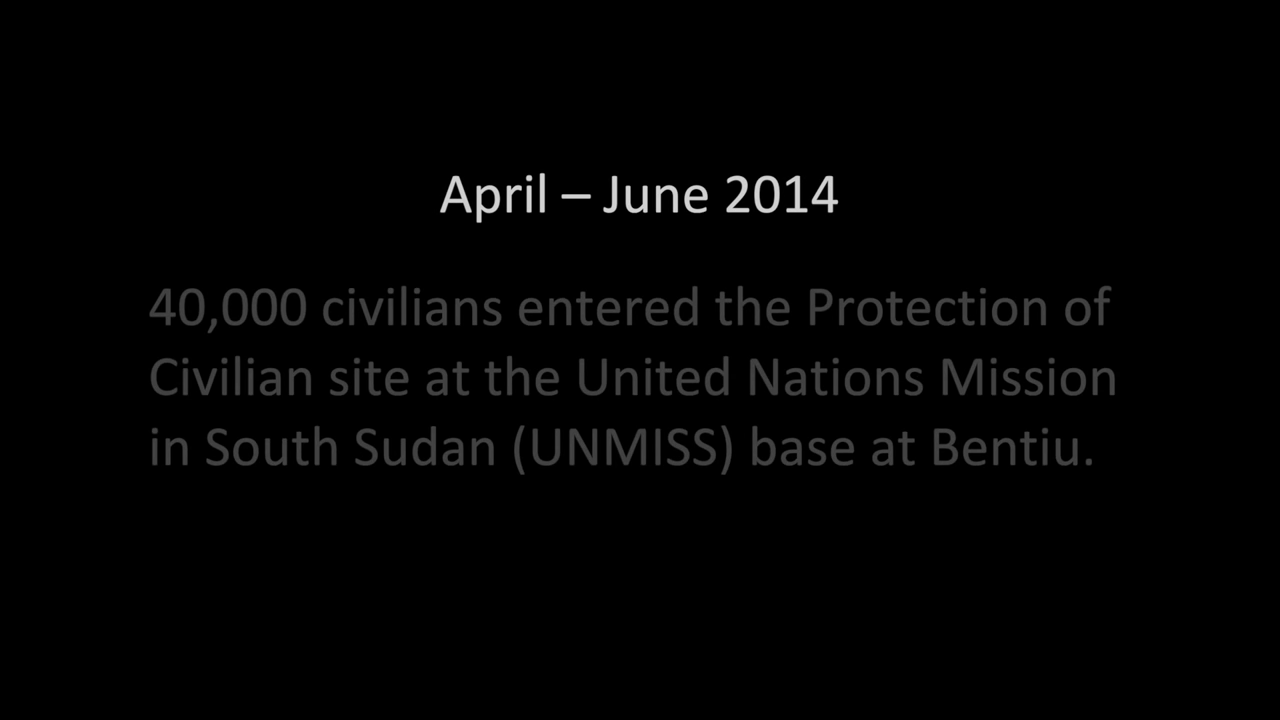 April – June 2014
40,000 civilians entered the Protection of
Civilian site at the United Nations Mission
in South Sudan (UNMISS) base at Bentiu.